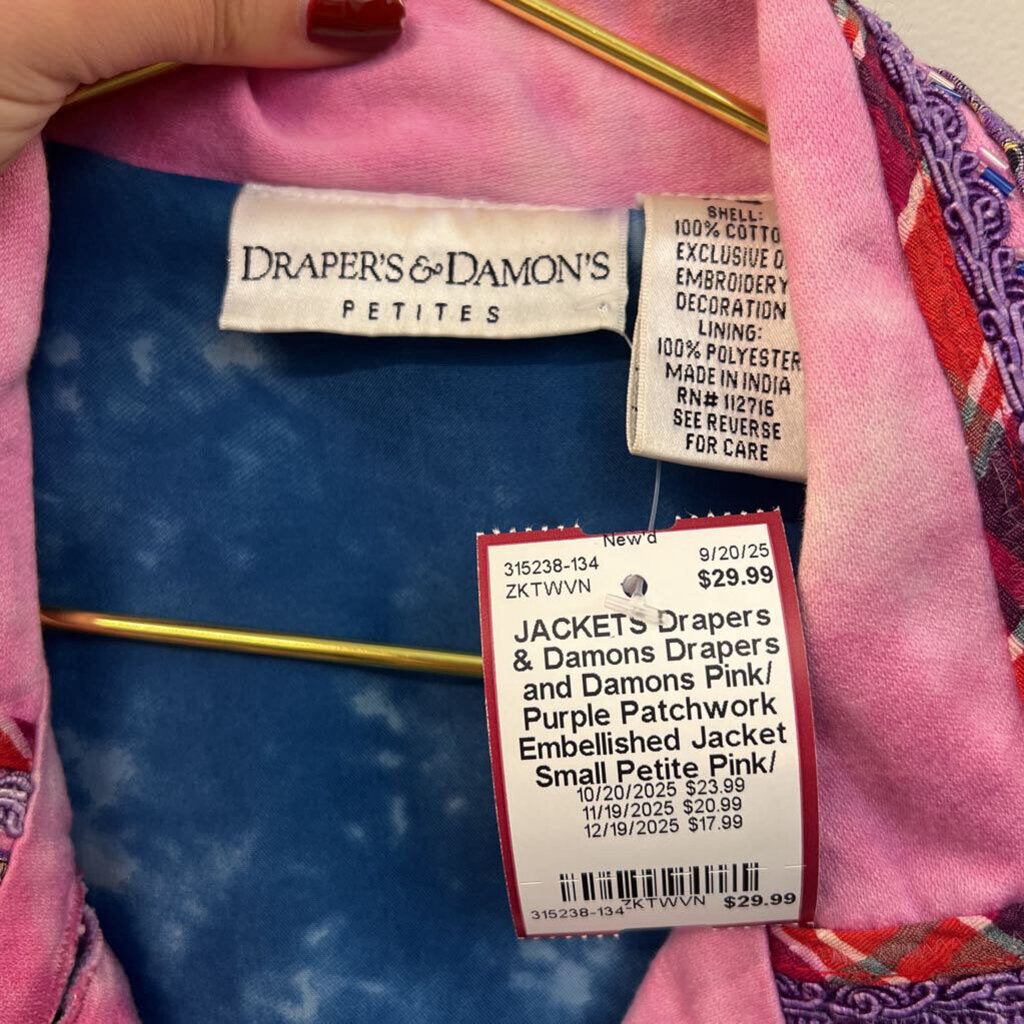 DRAPER'S & DAMON'S
PETITES
SHELL:
100% COTTO
EXCLUSIVE O
EMBROIDERY
DECORATION
LINING:
100% POLYESTER
MADE IN INDIA
RN# 112716
SEE REVERSE
FOR CARE
New'd
315238-134 9/20/25
ZKTWVN $29.99
JACKETS Drapers
& Damons Drapers
and Damons Pink/
Purple Patchwork
Embellished Jacket
Small Petite Pink/
10/20/2025 $23.99
11/19/2025 $20.99
12/19/2025 $17.99
315238-134 ZKTWVN $29.99